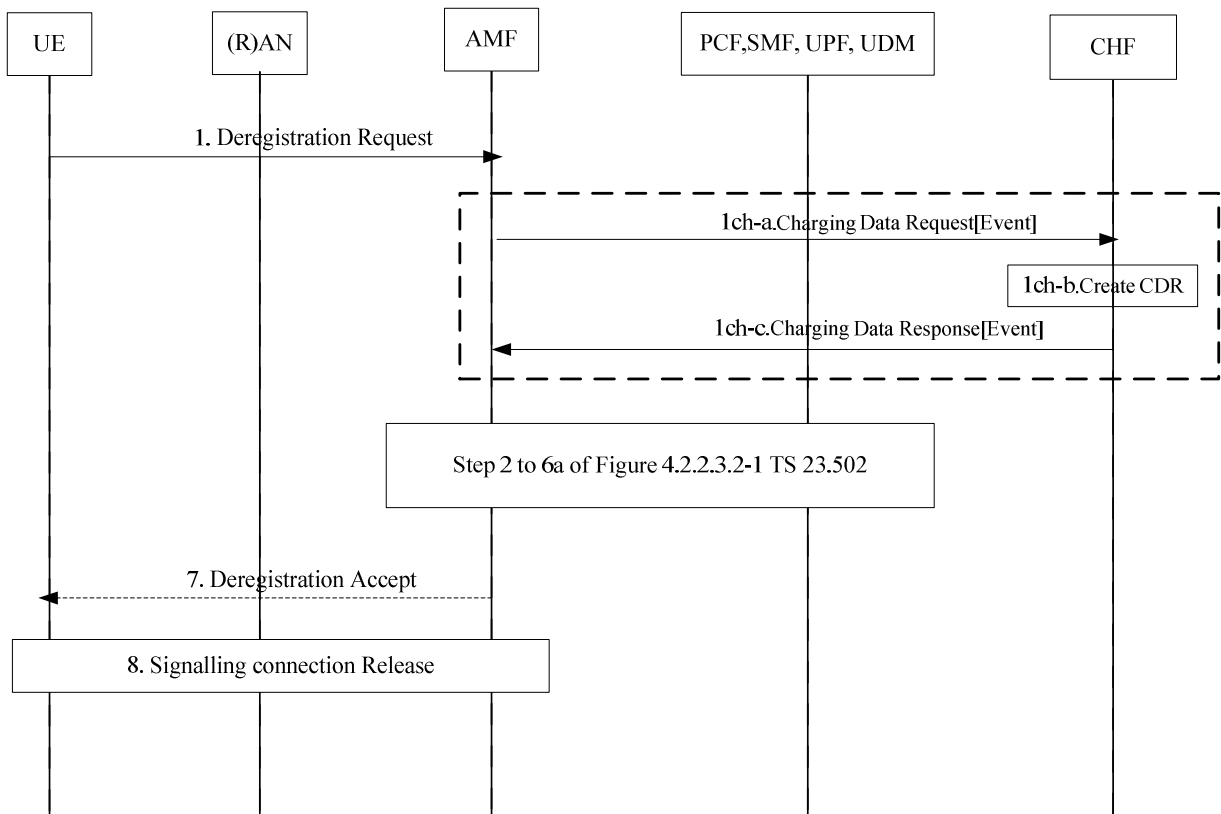 UE
(R)AN
AMF
PCF,SMF, UPF, UDM
CHF
1. Deregistration Request
1ch-a.Charging Data Request[Event]
1ch-b.Create CDR
1ch-c.Charging Data Response[Event]
Step 2 to 6a of Figure 4.2.2.3.2-1 TS 23.502
7. Deregistration Accept
8. Signalling connection Release